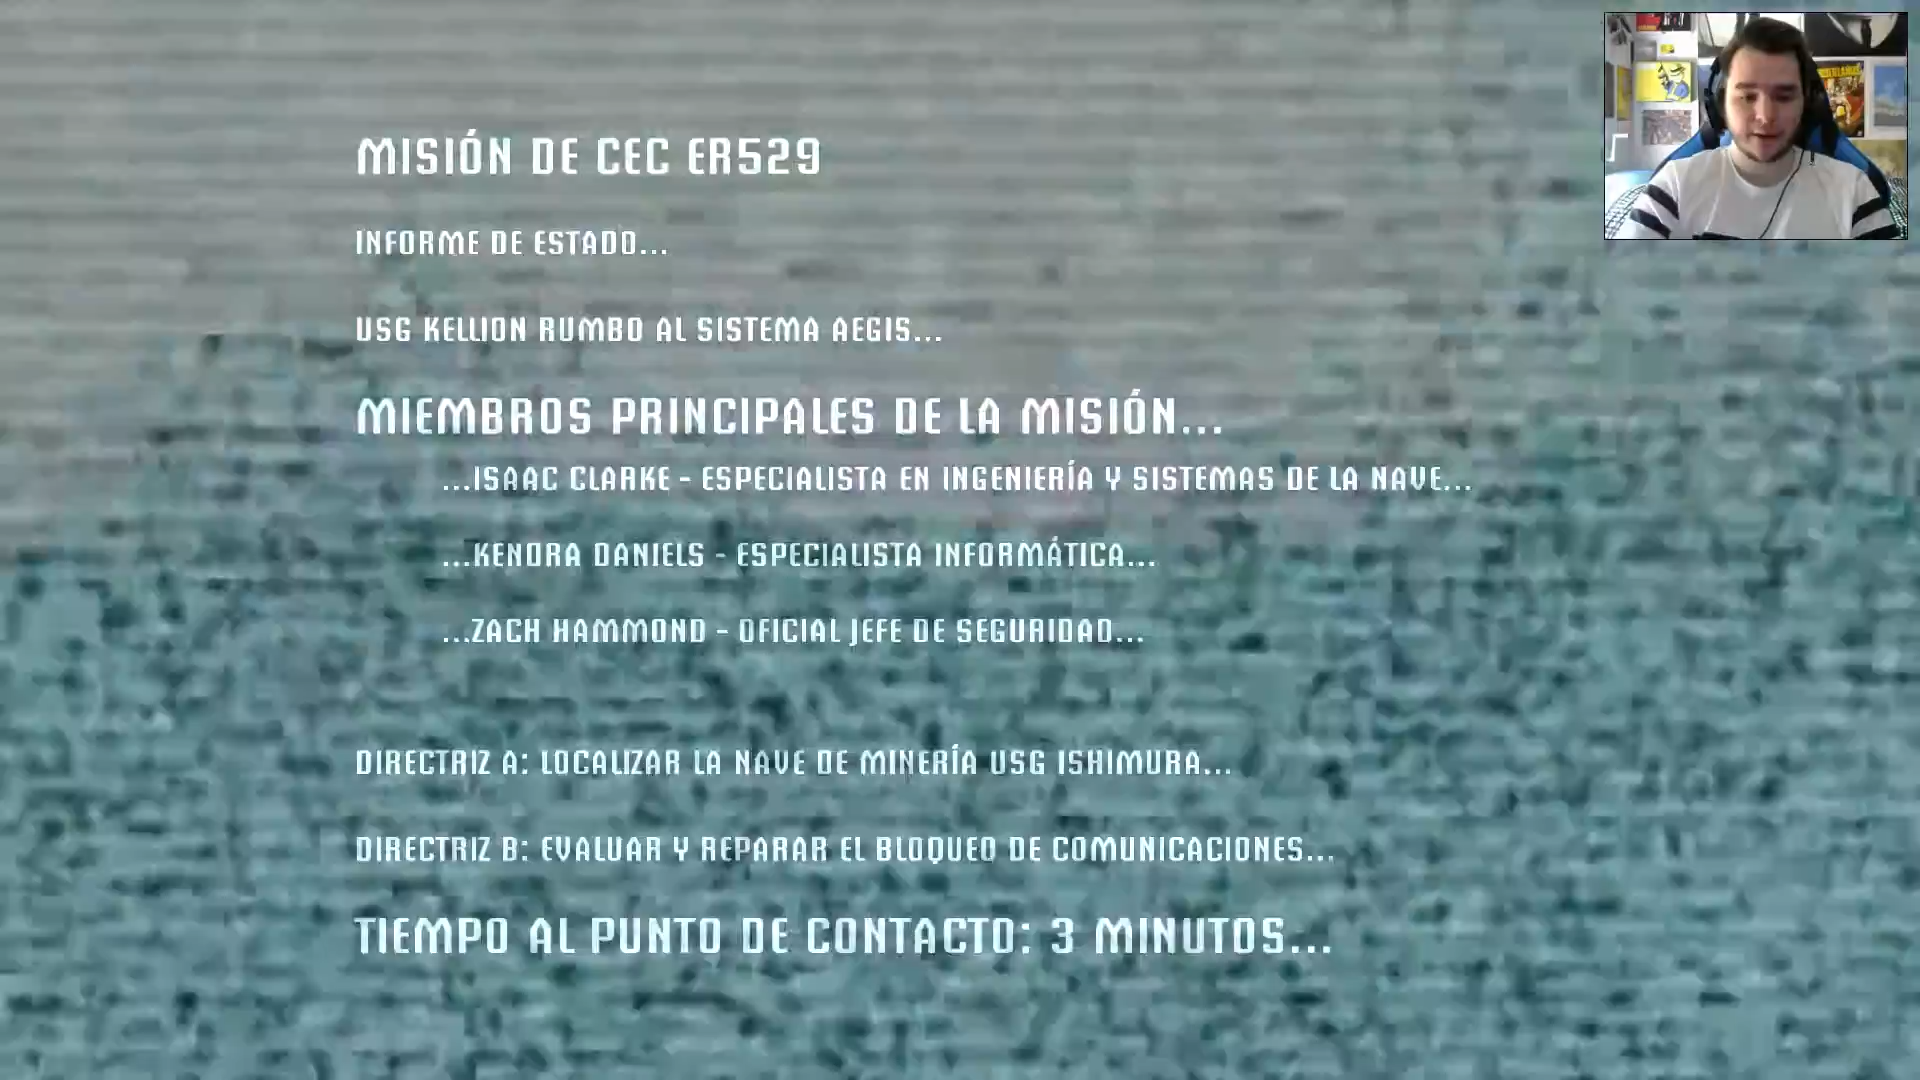 MISIÓN DE CEC ER529
INFORME DE ESTADO...
USG KELLION RUMBO AL SISTEMA AEGIS...
MIEMBROS PRINCIPALES DE LA MISIÓN...
...ISAAC CLARKE - ESPECIALISTA EN INGENIERÍA Y SISTEMAS DE LA NAVE...
...KENDRA DANIELS - ESPECIALISTA INFORMÁTICA...
...ZACH HAMMOND - OFICIAL JEFE DE SEGURIDAD...
DIRECTRIZ A: LOCALIZAR LA NAVE DE MINERÍA USG ISHIMURA...
DIRECTRIZ B: EVALUAR Y REPARAR EL BLOQUEO DE COMUNICACIONES...
TIEMPO AL PUNTO DE CONTACTO: 3 MINUTOS...